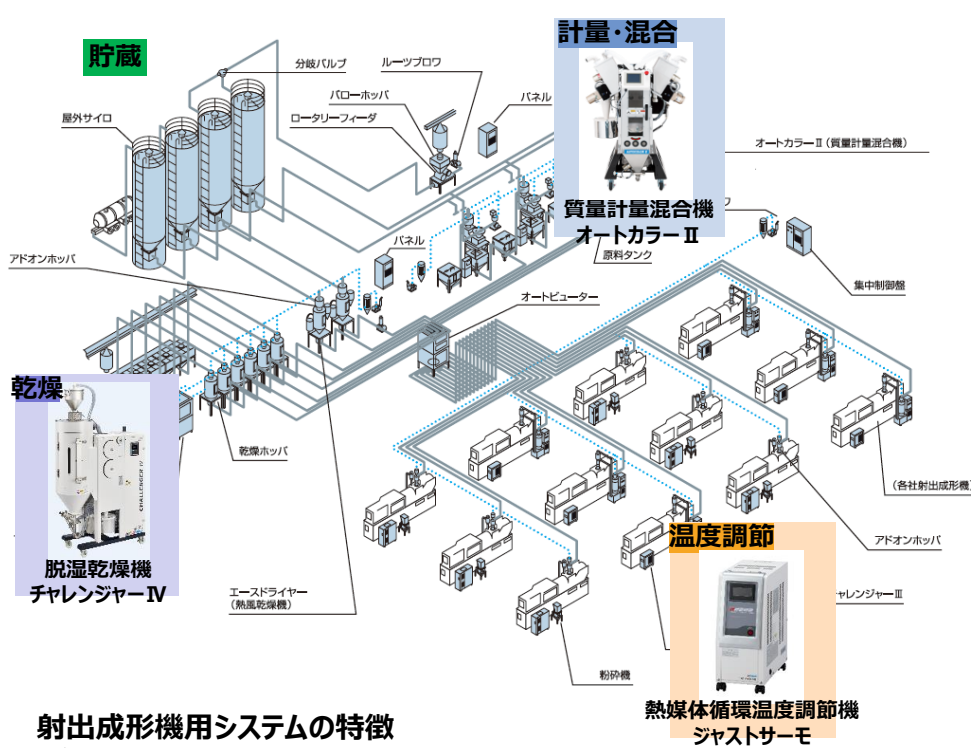 計量・混合
貯蔵
分岐バルブ
ルーツブロワ
バローホッパ
パネル
屋外サイロ
ロータリーフィーダ
オートカラーⅡ（質量計量混合機）
質量計量混合機
オートカラーⅡ
パネル
アドオンホッパ
原料タンク
集中制御盤
オートビューター
乾燥
乾燥ホッパ
（各社射出成形機）
CHALLENGER IV
温度調節
アドオンホッパ
脱湿乾燥機
チャレンジャーⅣ
エースドライヤー
（熱風乾燥機）
ャレンジャーⅢ
粉砕機
熱媒体循環温度調節機
ジャストサーモ
射出成形機用システムの特徴